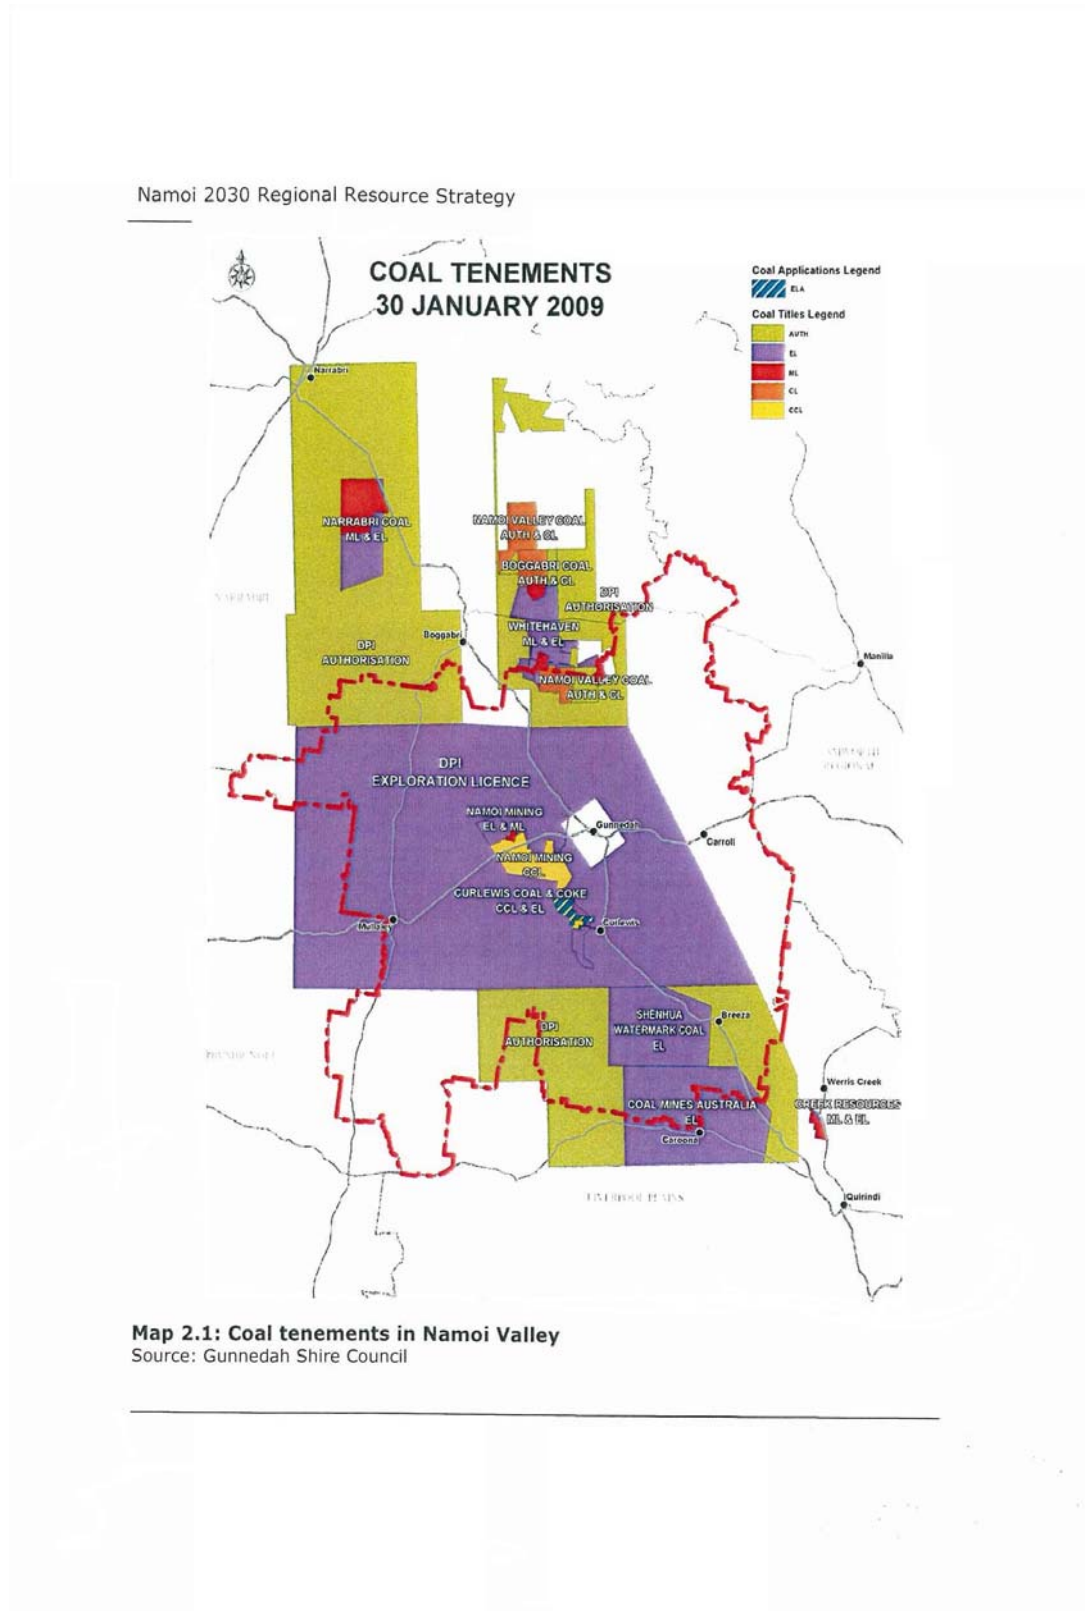 Namoi 2030 Regional Resource Strategy
COAL TENEMENTS
30 JANUARY 2009
Coal Applications Legend
ELA
Coal Titles Legend
AUTH
EL
ML
CL
CCL
Narrabri
NARRABRI COAL
ML & EL
NAMOI VALLEY COAL
AUTH & CL
BOGGABRI COAL
AUTH & CL
DPI
AUTHORISATION
WHITEHAVEN
ML & EL
Boggabri
DPI
AUTHORISATION
NAMOI VALLEY COAL
AUTH & CL
Manilla
DPI
EXPLORATION LICENCE
NAMOI MINING
EL & ML
Gunnedah
Carroll
NAMOI MINING
CCL
CURLEWIS COAL & COKE
CCL & EL
Mullaley
Curlewis
SHENHUA
WATERMARK COAL
EL
Breeza
DPI
AUTHORISATION
Werris Creek
COAL MINES AUSTRALIA
EL
CREEK RESOURCES
ML & EL
Caroona
LIVERPOOL PLAINS
Quirindi
Map 2.1: Coal tenements in Namoi Valley
Source: Gunnedah Shire Council